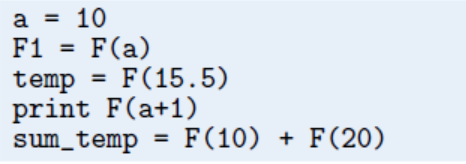 a = 10
F1 = F(a)
temp = F(15.5)
print F(a+1)
sum_temp = F(10) + F(20)